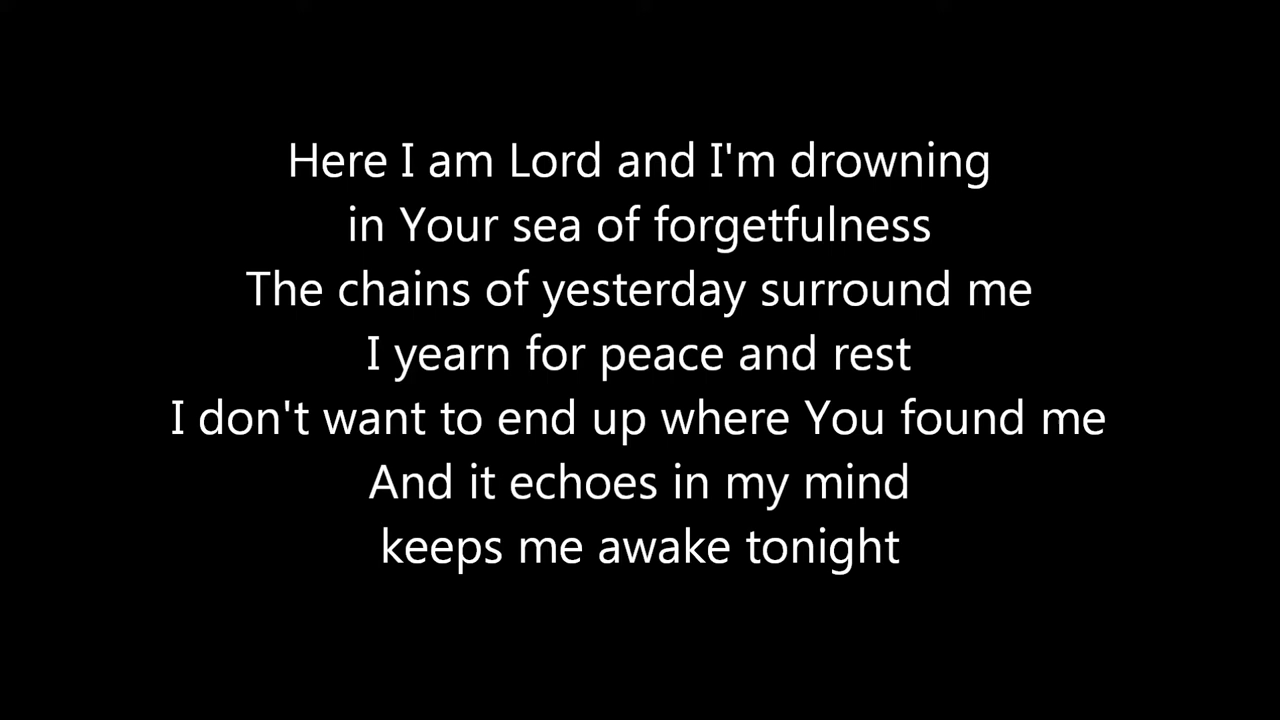 Here I am Lord and I'm drowning
in Your sea of forgetfulness
The chains of yesterday surround me
I yearn for peace and rest
I don't want to end up where You found me
And it echoes in my mind
keeps me awake tonight